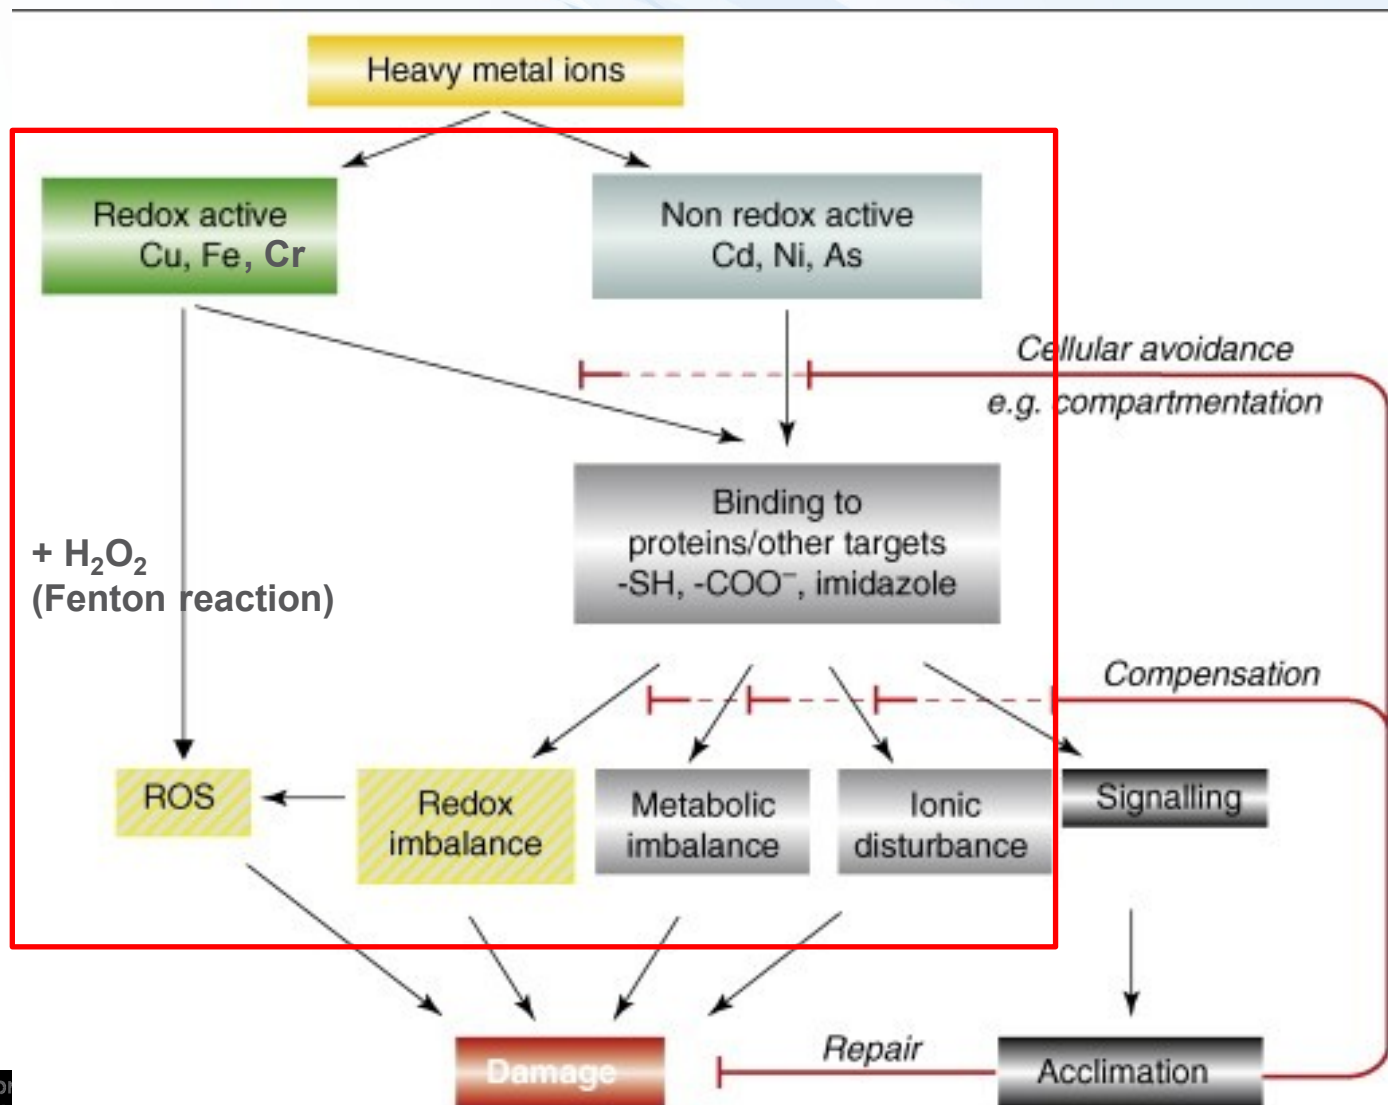 Heavy metal ions
Redox active
Cu, Fe, Cr
Non redox active
Cd, Ni, As
Cellular avoidance
e.g. compartmentation
Binding to
proteins/other targets
-SH, -COO⁻, imidazole
+ H₂O₂
(Fenton reaction)
Compensation
ROS
Redox
imbalance
Metabolic
imbalance
Ionic
disturbance
Signalling
Damage
Repair
Acclimation